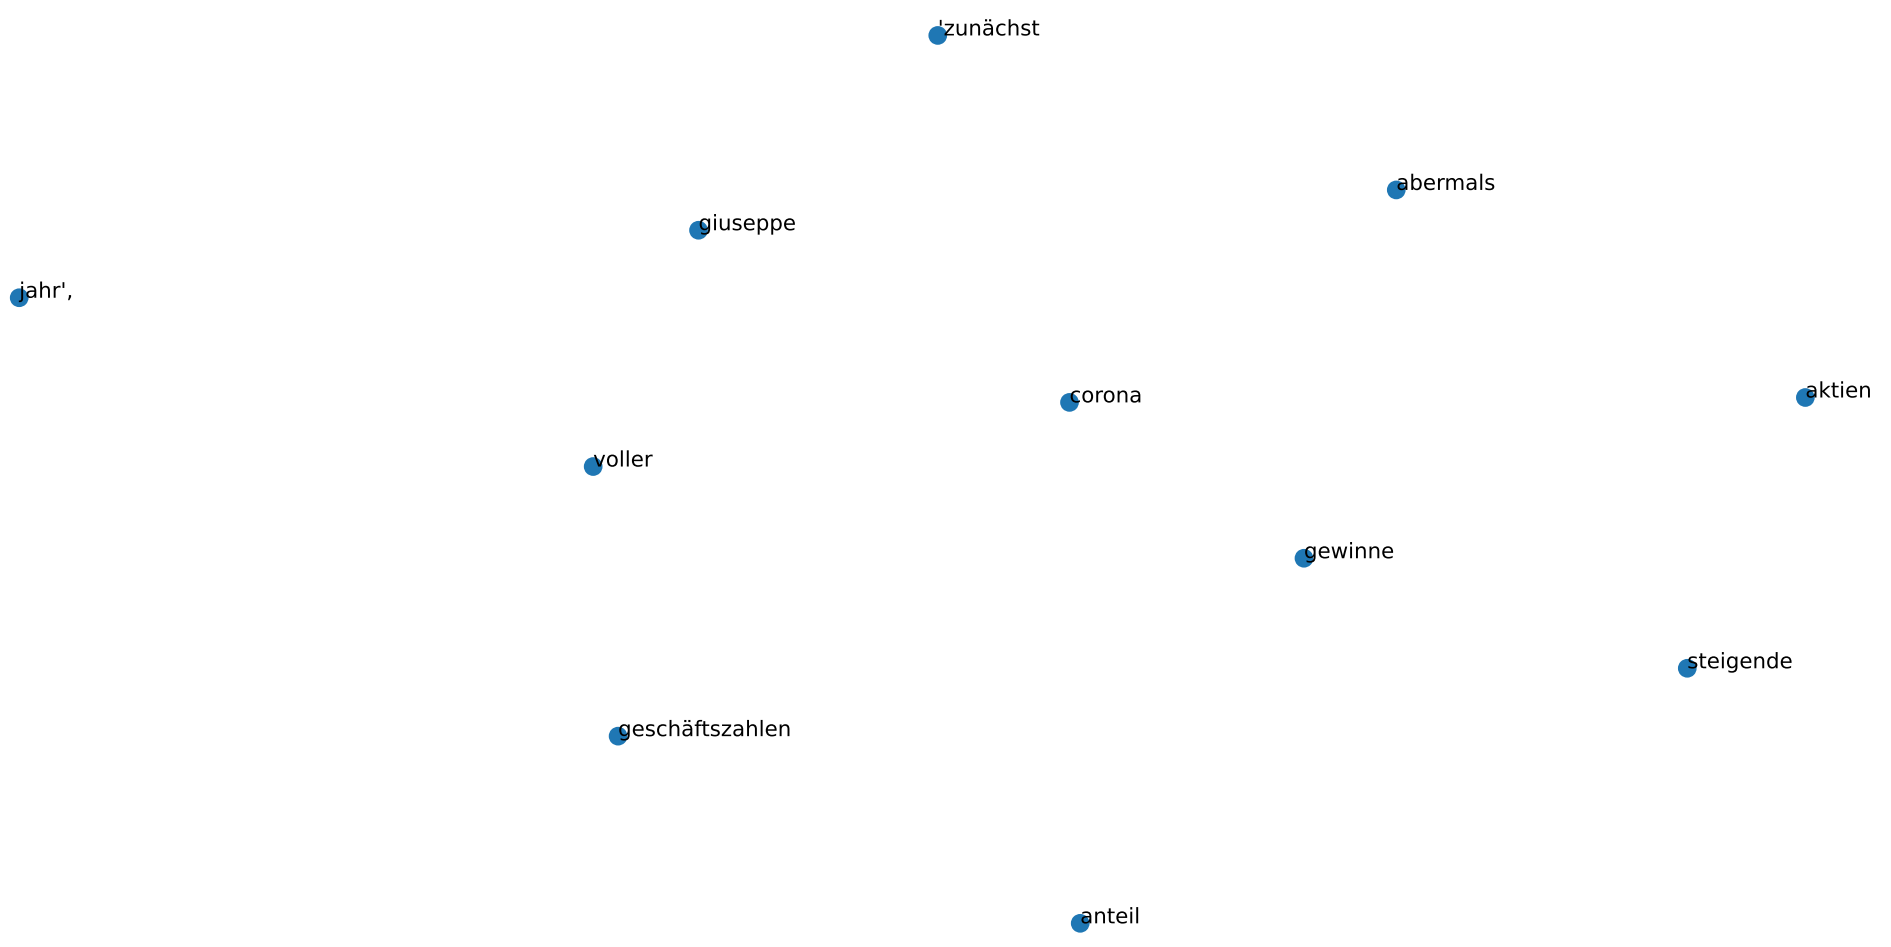 'zunächst
abermals
giuseppe
jahr',
aktien
corona
voller
gewinne
steigende
geschäftszahlen
anteil